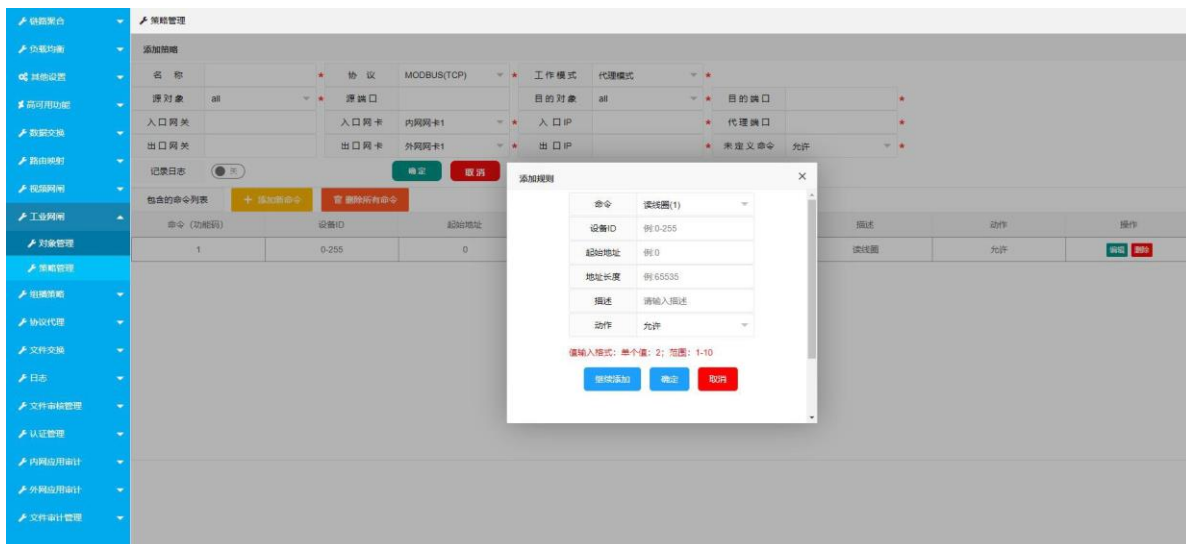 链路聚合
负载均衡
其他设置
高可用功能
数据交换
路由映射
视频网闸
工业网闸
对象管理
策略管理
组播策略
协议代理
文件交换
日志
文件审核管理
认证管理
内网应用审计
外网应用审计
文件审计管理
策略管理
添加策略
名 称 * 协 议 MODBUS(TCP) * 工作模式 代理模式 *
源对象 all * 源端口 目的对象 all * 目的端口 *
入口网关 入口网卡 内网网卡1 * 入 口 IP * 代理端口 *
出口网关 出口网卡 外网网卡1 * 出 口 IP * 未定义命令 允许 *
记录日志 关 确定 取消
包含的命令列表 + 添加新命令 删除所有命令
命令（功能码） 设备ID 起始地址 描述 动作 操作
1 0-255 0 读线圈 允许 编辑 删除
添加规则 ×
命令 读线圈(1)
设备ID 例:0-255
起始地址 例:0
地址长度 例:65535
描述 请输入描述
动作 允许
值输入格式：单个值：2；范围：1-10
继续添加 确定 取消